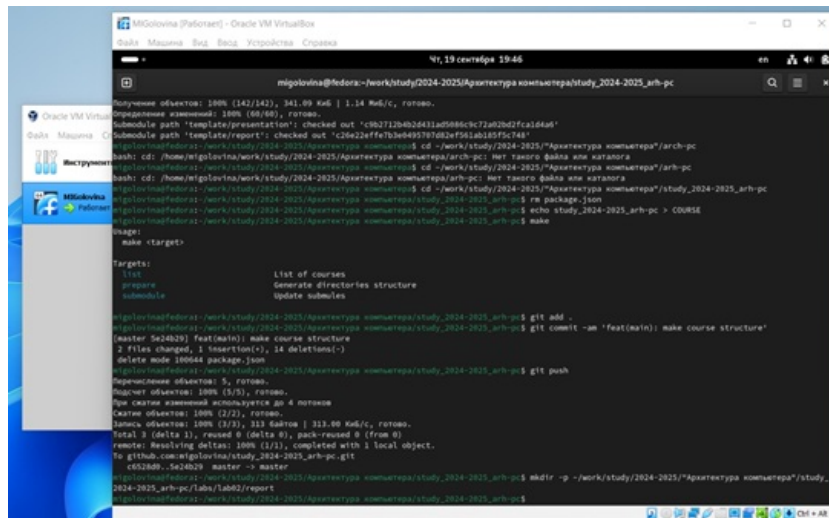 MIGolovina [Работает] - Oracle VM VirtualBox
Файл Машина Вид Ввод Устройства Справка
Чт, 19 сентября 19:46
en
migolovina@fedora:~/work/study/2024-2025/Архитектура компьютера/study_2024-2025_arh-pc
Получение объектов: 100% (142/142), 341.09 КиБ | 1.14 МиБ/с, готово.
Определение изменений: 100% (60/60), готово.
Submodule path 'template/presentation': checked out
Submodule path 'template/report': checked out
migolovina@fedora:~/work/study/2024-2025/Архитектура компьютера$ cd ~/work/study/2024-2025/"Архитектура компьютера"/arch-pc
bash: cd: /home/migolovina/work/study/2024-2025/Архитектура компьютера/arch-pc: Нет такого файла или каталога
migolovina@fedora:~/work/study/2024-2025/Архитектура компьютера$ cd ~/work/study/2024-2025/"Архитектура компьютера"/arh-pc
bash: cd: /home/migolovina/work/study/2024-2025/Архитектура компьютера/arh-pc: Нет такого файла или каталога
migolovina@fedora:~/work/study/2024-2025/Архитектура компьютера$ cd ~/work/study/2024-2025/"Архитектура компьютера"/study_2024-2025_arh-pc
migolovina@fedora:~/work/study/2024-2025/Архитектура компьютера/study_2024-2025_arh-pc$ rm package.json
migolovina@fedora:~/work/study/2024-2025/Архитектура компьютера/study_2024-2025_arh-pc$ echo study_2024-2025_arh-pc > COURSE
migolovina@fedora:~/work/study/2024-2025/Архитектура компьютера/study_2024-2025_arh-pc$ make
Usage:
make <target>
Targets:
list List of courses
prepare Generate directories structure
submodule Update submules
migolovina@fedora:~/work/study/2024-2025/Архитектура компьютера/study_2024-2025_arh-pc$ git add .
migolovina@fedora:~/work/study/2024-2025/Архитектура компьютера/study_2024-2025_arh-pc$ git commit -am 'feat(main): make course structure'
[master 5e24b29] feat(main): make course structure
2 files changed, 1 insertion(+), 14 deletions(-)
delete mode 100644 package.json
migolovina@fedora:~/work/study/2024-2025/Архитектура компьютера/study_2024-2025_arh-pc$ git push
Перечисление объектов: 5, готово.
Подсчет объектов: 100% (5/5), готово.
При сжатии изменений используется до 4 потоков
Сжатие объектов: 100% (2/2), готово.
Запись объектов: 100% (3/3), 313 байтов | 313.00 КиБ/с, готово.
Total 3 (delta 1), reused 0 (delta 0), pack-reused 0 (from 0)
remote: Resolving deltas: 100% (1/1), completed with 1 local object.
To github.com:migolovina/study_2024-2025_arh-pc.git
c6528d0..5e24b29 master -> master
migolovina@fedora:~/work/study/2024-2025/Архитектура компьютера/study_2024-2025_arh-pc$ mkdir -p ~/work/study/2024-2025/"Архитектура компьютера"/study_
2024-2025_arh-pc/labs/lab02/report
migolovina@fedora:~/work/study/2024-2025/Архитектура компьютера/study_2024-2025_arh-pc$
Oracle VM Virtual
Файл Машина
Инструмент
MIGolovina
Работает
Ctrl + Alt